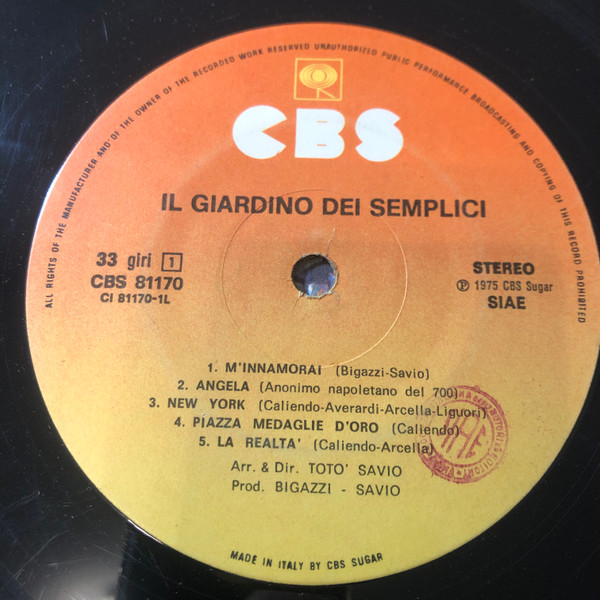 ALL RIGHTS OF THE MANUFACTURER AND OF THE OWNER OF THE RECORDED WORK RESERVED UNAUTHORIZED PUBLIC PERFORMANCE BROADCASTING AND COPYING OF THIS RECORD PROHIBITED
CBS
IL GIARDINO DEI SEMPLICI
33 giri 1
CBS 81170
CI 81170-1L
STEREO
℗ 1975 CBS Sugar
SIAE
1. M'INNAMORAI (Bigazzi-Savio)
2. ANGELA (Anonimo napoletano del 700)
3. NEW YORK (Caliendo-Averardi-Arcella-Liguori)
4. PIAZZA MEDAGLIE D'ORO (Caliendo)
5. LA REALTA' (Caliendo-Arcella)
Arr. & Dir. TOTO' SAVIO
Prod. BIGAZZI - SAVIO
MADE IN ITALY BY CBS SUGAR